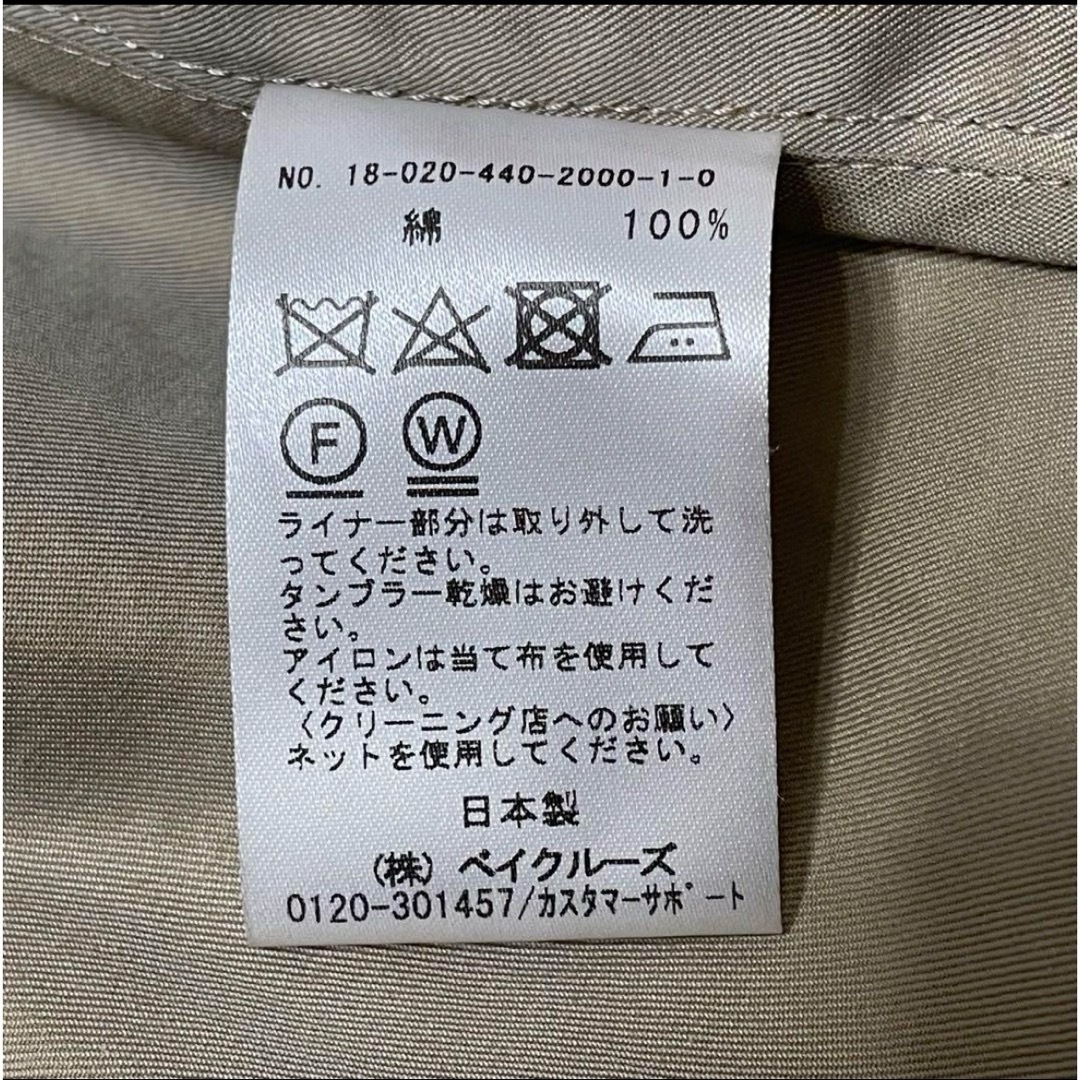 NO. 18-020-440-2000-1-0
綿 100%
F W
ライナー部分は取り外して洗
ってください。
タンブラー乾燥はお避けくだ
さい。
アイロンは当て布を使用して
ください。
〈クリーニング店へのお願い〉
ネットを使用してください。
日本製
(株) ベイクルーズ
0120-301457/カスタマーサポート